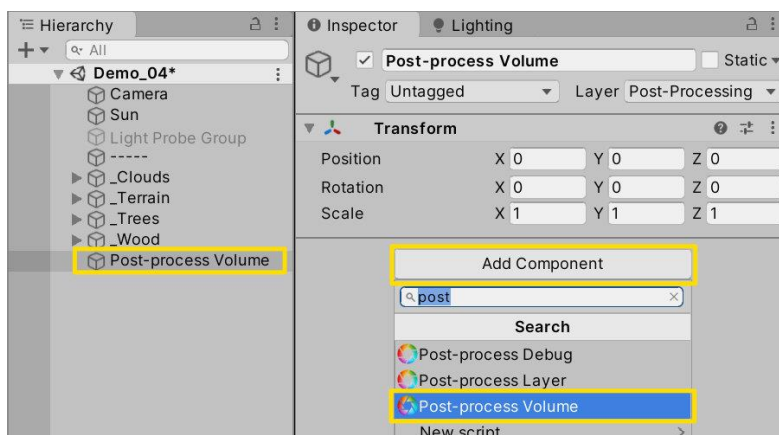 Hierarchy
All
Demo_04*
Camera
Sun
Light Probe Group
-----
_Clouds
_Terrain
_Trees
_Wood
Post-process Volume
Inspector
Lighting
Post-process Volume
Static
Tag Untagged Layer Post-Processing
Transform
Position X 0 Y 0 Z 0
Rotation X 0 Y 0 Z 0
Scale X 1 Y 1 Z 1
Add Component
post
Search
Post-process Debug
Post-process Layer
Post-process Volume
New script